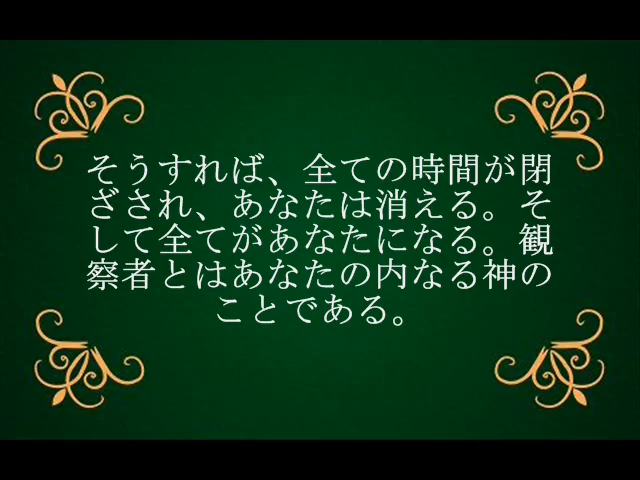 そうすれば、全ての時間が閉
ざされ、あなたは消える。そ
して全てがあなたになる。観
察者とはあなたの内なる神の
ことである。